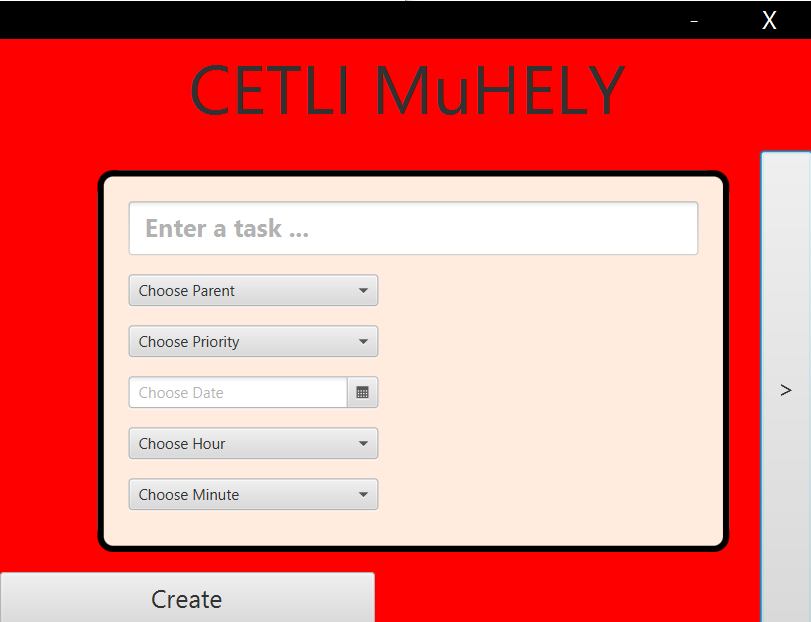 - X
CETLI MuHELY
Enter a task ...
Choose Parent
Choose Priority
Choose Date
Choose Hour
Choose Minute
>
Create